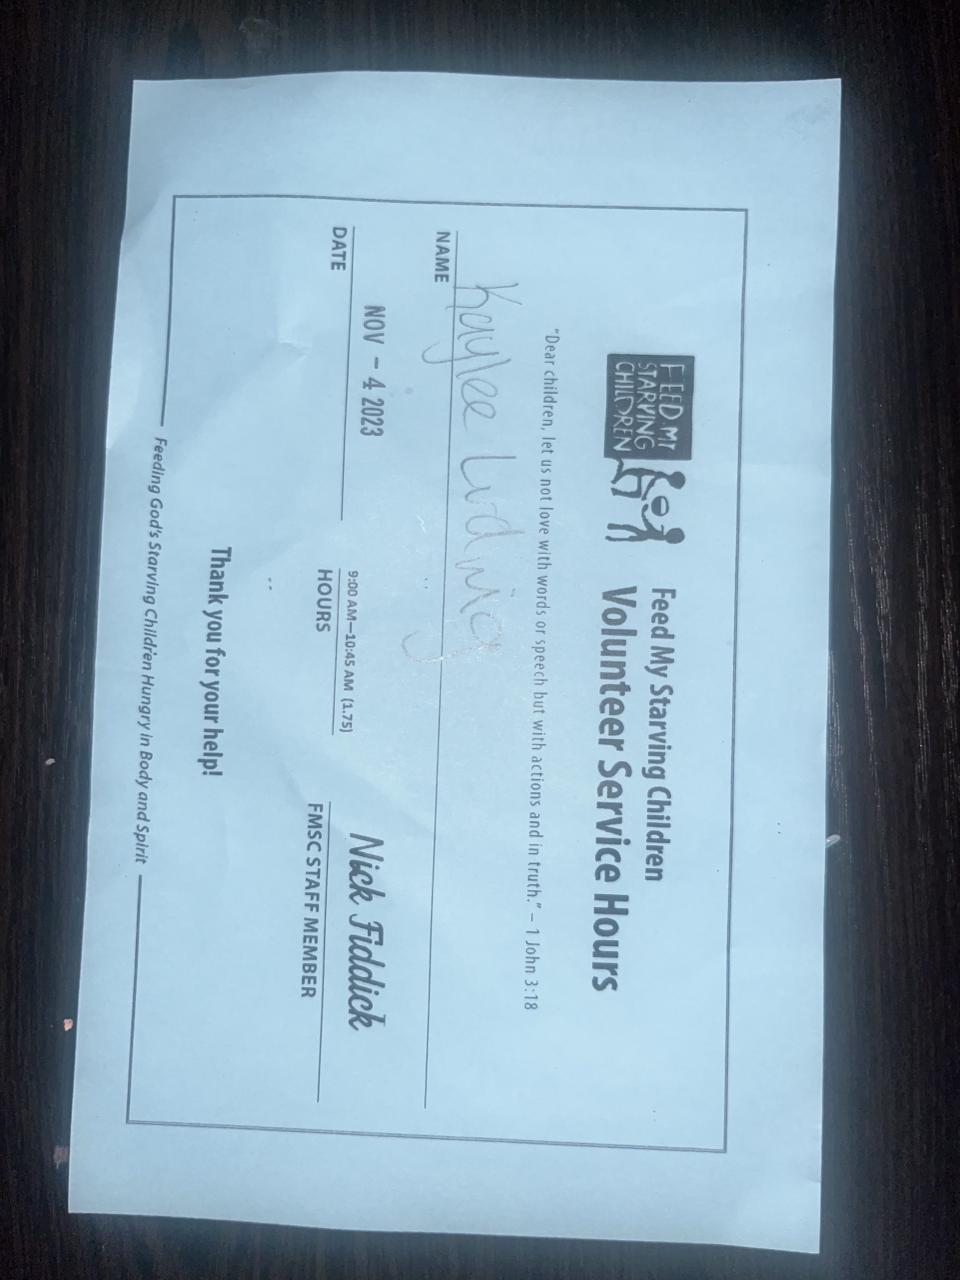 FEED MY
STARVING
CHILDREN
Feed My Starving Children
Volunteer Service Hours
"Dear children, let us not love with words or speech but with actions and in truth." – 1 John 3:18
Kaylee Ludwig
NAME
NOV - 4 2023
9:00 AM—10:45 AM (1.75)
Nick Fiddick
DATE
HOURS
FMSC STAFF MEMBER
Thank you for your help!
Feeding God's Starving Children Hungry in Body and Spirit